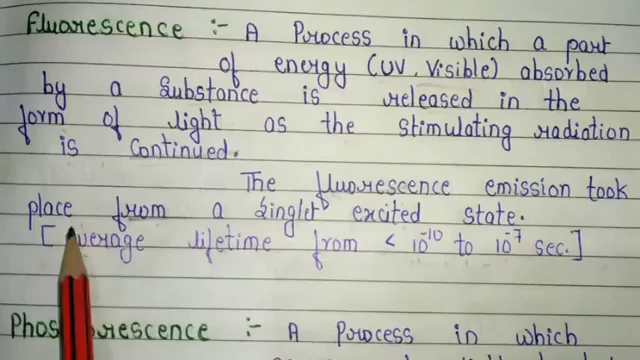 Fluorescence :- A Process in which a part
of energy (UV, Visible) absorbed
by a Substance is released in the
form of light as the stimulating radiation
is continued.
The fluorescence emission took
place from a singlet excited state.
[ average lifetime from < 10⁻¹⁰ to 10⁻⁷ sec. ]
Phosphorescence :- A Process in which